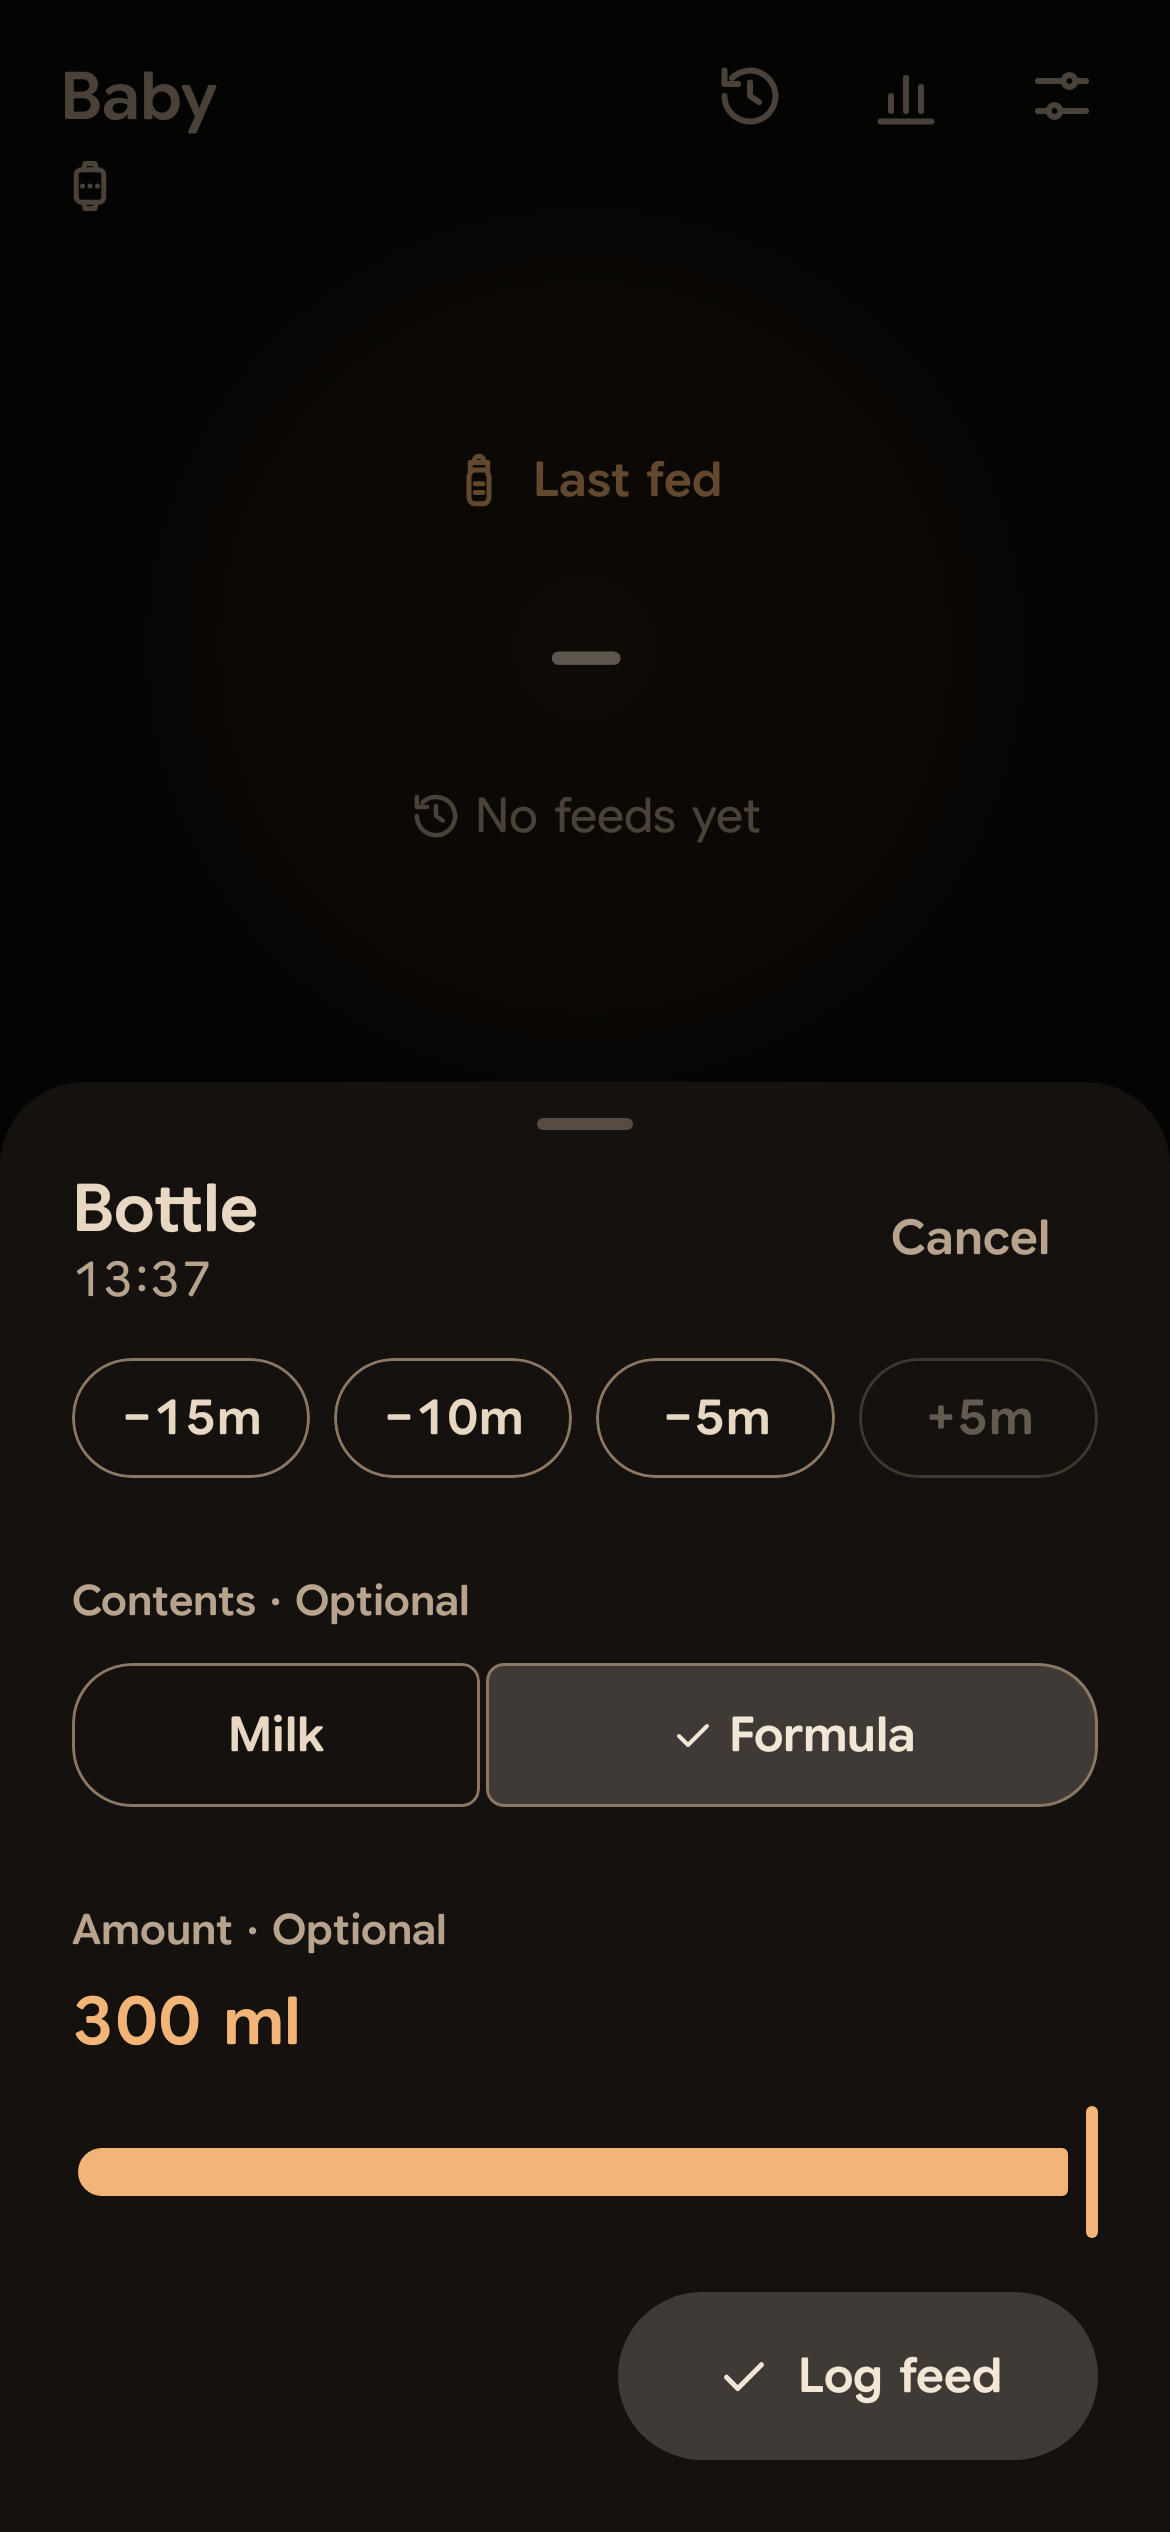 Baby
Last fed
–
No feeds yet
Bottle
13:37
Cancel
−15m
−10m
−5m
+5m
Contents · Optional
Milk
Formula
Amount · Optional
300 ml
Log feed